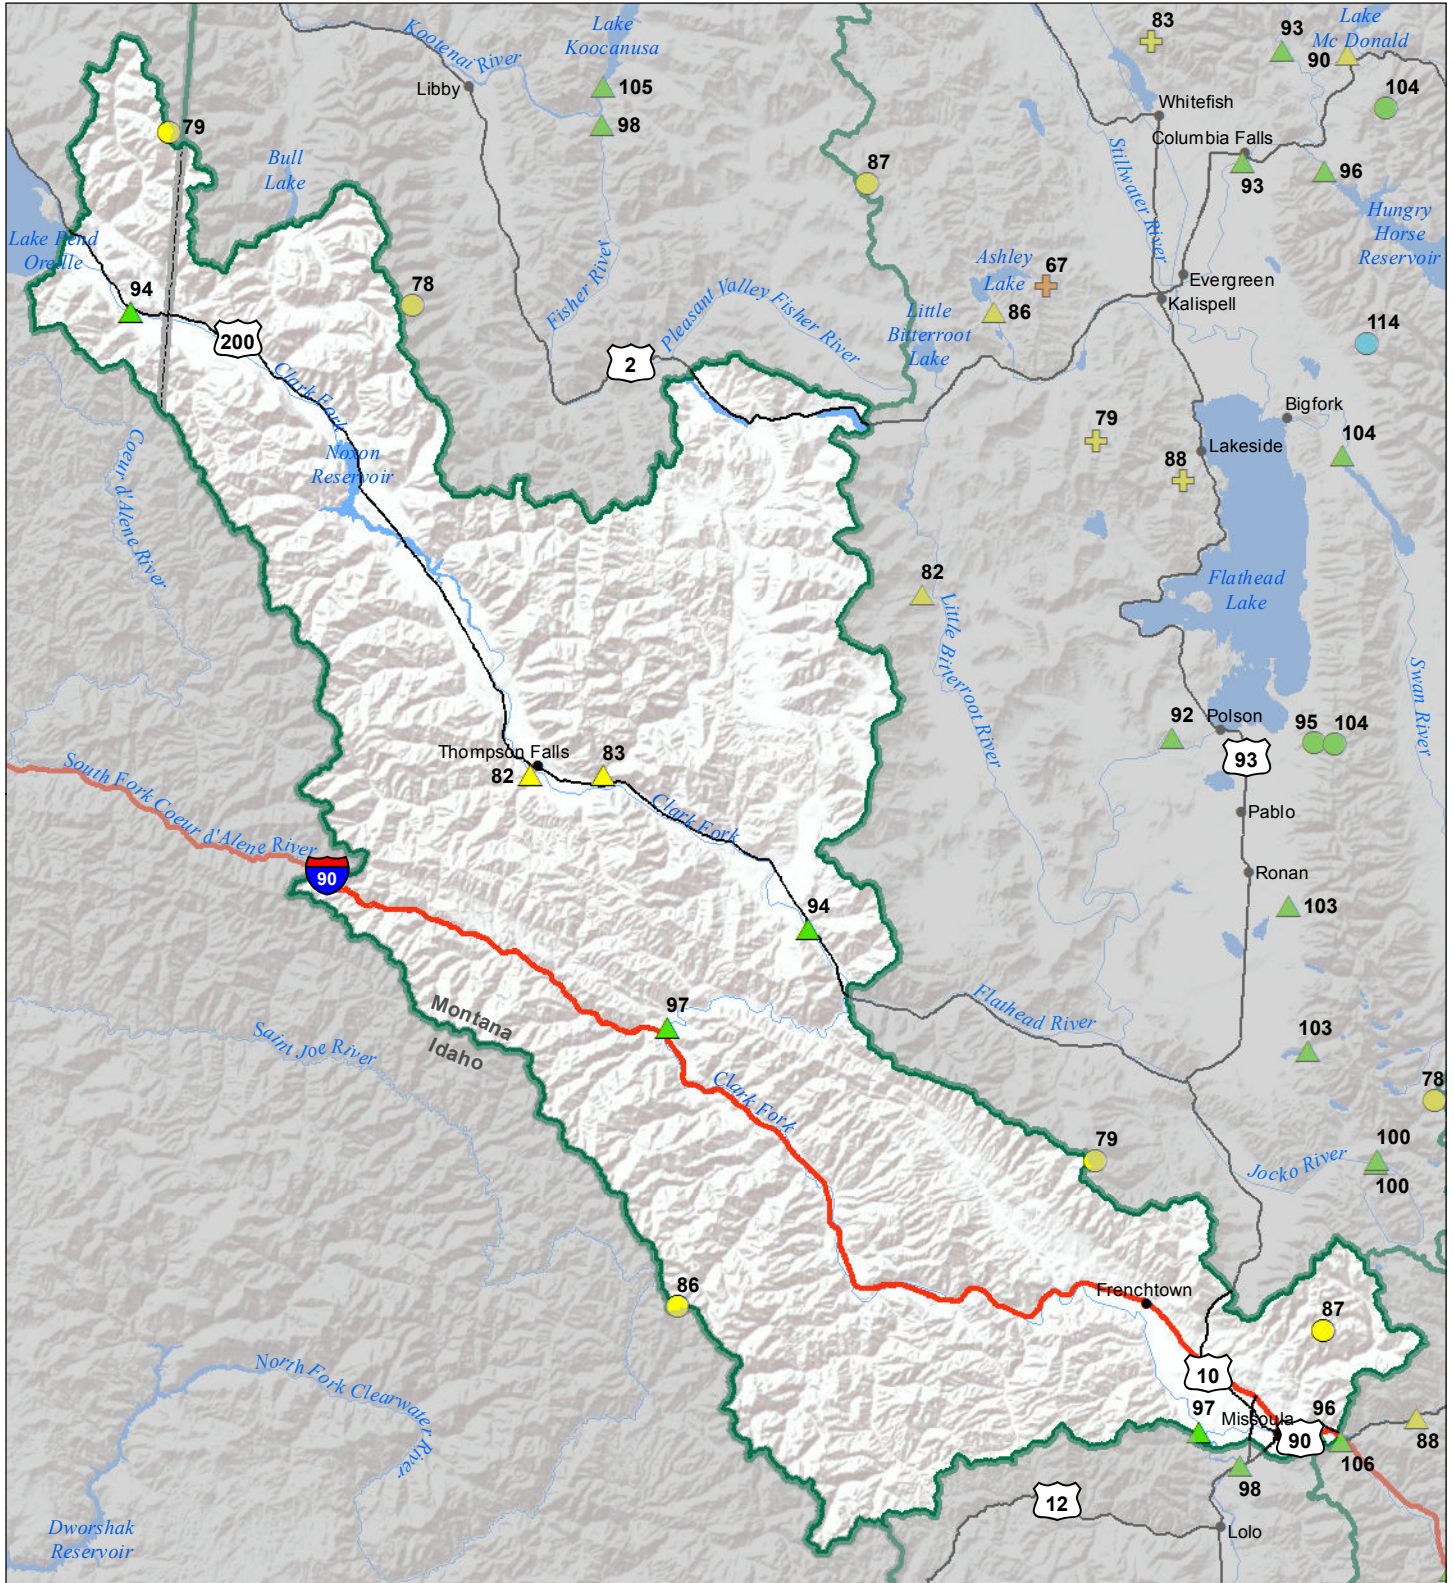 Kootenai River
Lake
Koocanusa
83
93
Lake
Mc Donald
90
Libby
105
98
Whitefish
104
79
Columbia Falls
93
96
Bull
Lake
87
Stillwater River
Hungry
Horse
Reservoir
Lake Pend
Oreille
94
78
Fisher River
Pleasant Valley Fisher River
Ashley
Lake
67
86
Evergreen
Kalispell
Little
Bitterroot
Lake
114
200
2
Clark Fork
Noxon
Reservoir
Coeur d'Alene River
79
88
Bigfork
104
Lakeside
82
Little Bitterroot River
Flathead
Lake
Swan River
92
Polson
95
104
93
Thompson Falls
82
83
Clark Fork
South Fork Coeur d'Alene River
90
Pablo
Ronan
103
94
97
Montana
Idaho
Flathead River
Saint Joe River
103
78
Clark Fork
79
100
100
Jocko River
86
Frenchtown
87
10
North Fork Clearwater River
97
Missoula
96
90
106
88
98
12
Lolo
Dworshak
Reservoir